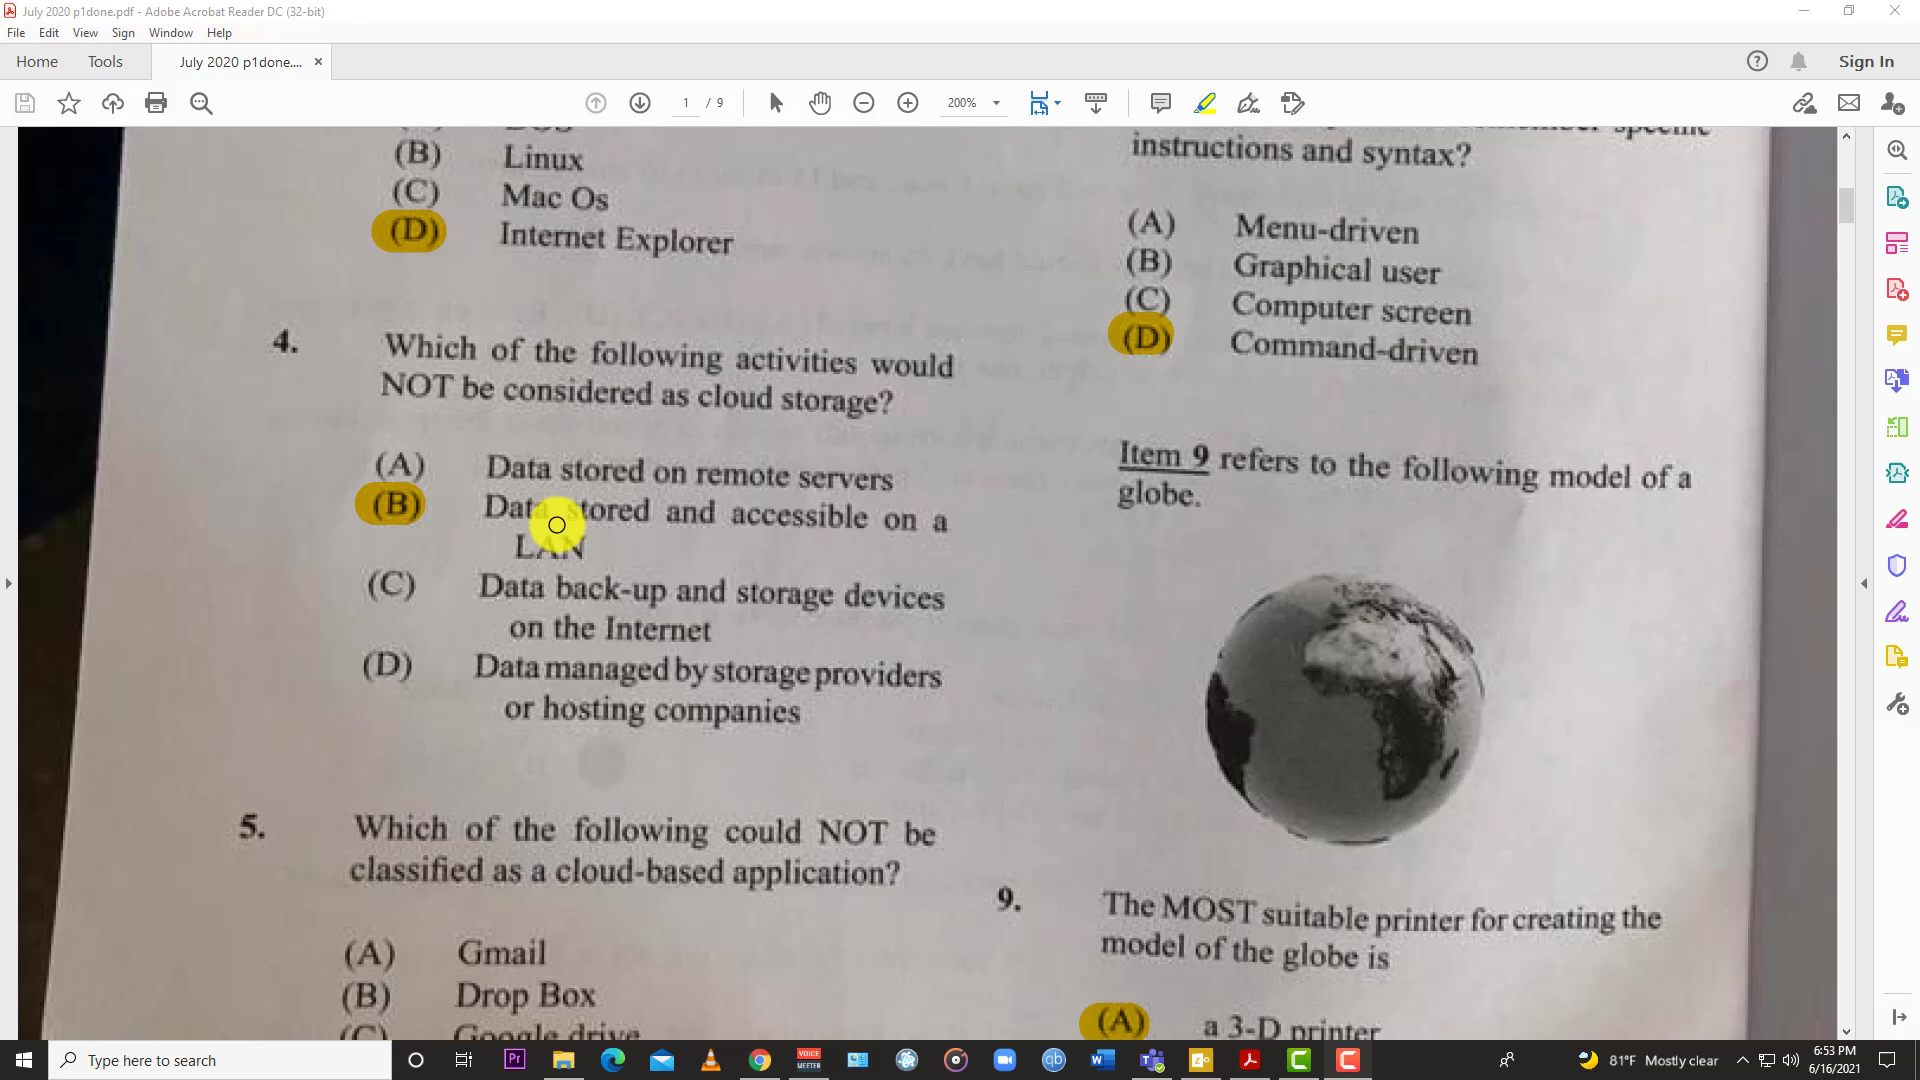 July 2020 p1done.pdf - Adobe Acrobat Reader DC (32-bit)
File Edit View Sign Window Help
Home Tools July 2020 p1done.... × Sign In
1 / 9 200%
(B) Linux
(C) Mac Os
(D) Internet Explorer
4. Which of the following activities would
NOT be considered as cloud storage?
(A) Data stored on remote servers
(B) Data stored and accessible on a
LAN
(C) Data back-up and storage devices
on the Internet
(D) Data managed by storage providers
or hosting companies
5. Which of the following could NOT be
classified as a cloud-based application?
(A) Gmail
(B) Drop Box
(C) Google drive
specific
instructions and syntax?
(A) Menu-driven
(B) Graphical user
(C) Computer screen
(D) Command-driven
Item 9 refers to the following model of a
globe.
9. The MOST suitable printer for creating the
model of the globe is
(A) a 3-D printer
Type here to search
Pr
VOICE
MEETER
qb
81°F Mostly clear
6:53 PM
6/16/2021